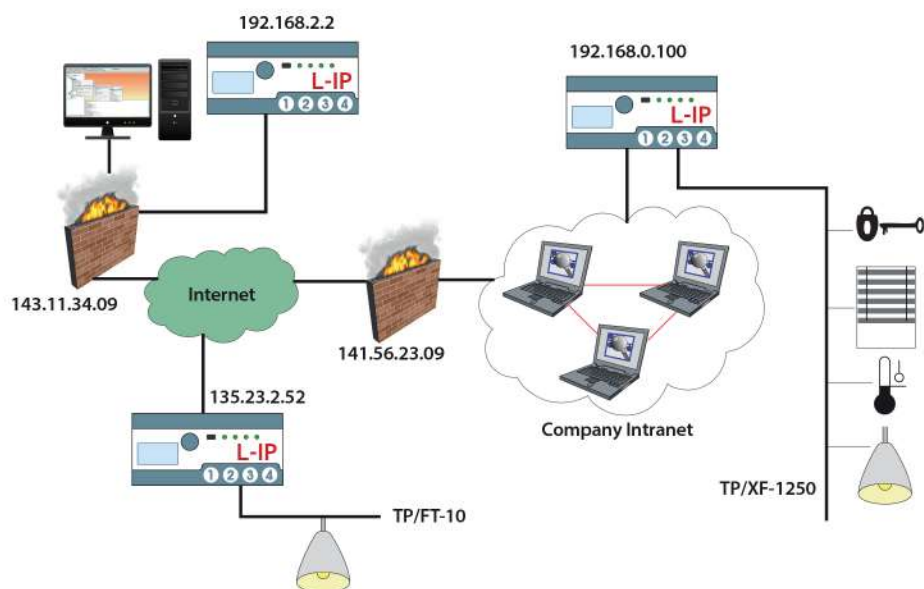 192.168.2.2
192.168.0.100
L-IP
1 2 3 4
L-IP
1 2 3 4
143.11.34.09
Internet
141.56.23.09
135.23.2.52
L-IP
1 2 3 4
Company Intranet
TP/XF-1250
TP/FT-10